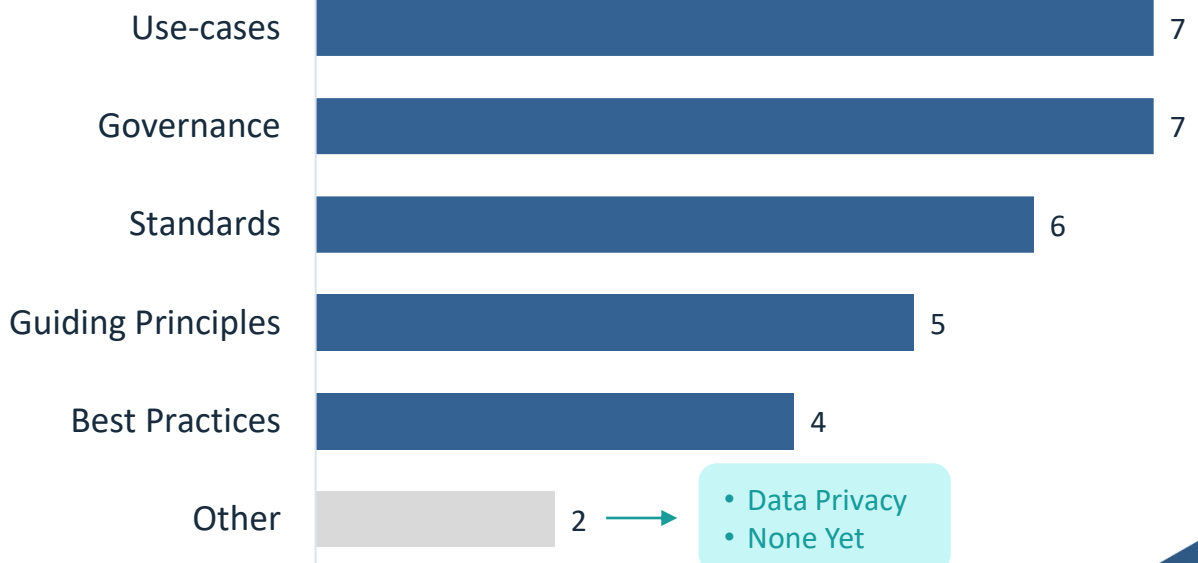 Use-cases 7
Governance 7
Standards 6
Guiding Principles 5
Best Practices 4
Other 2
• Data Privacy
• None Yet